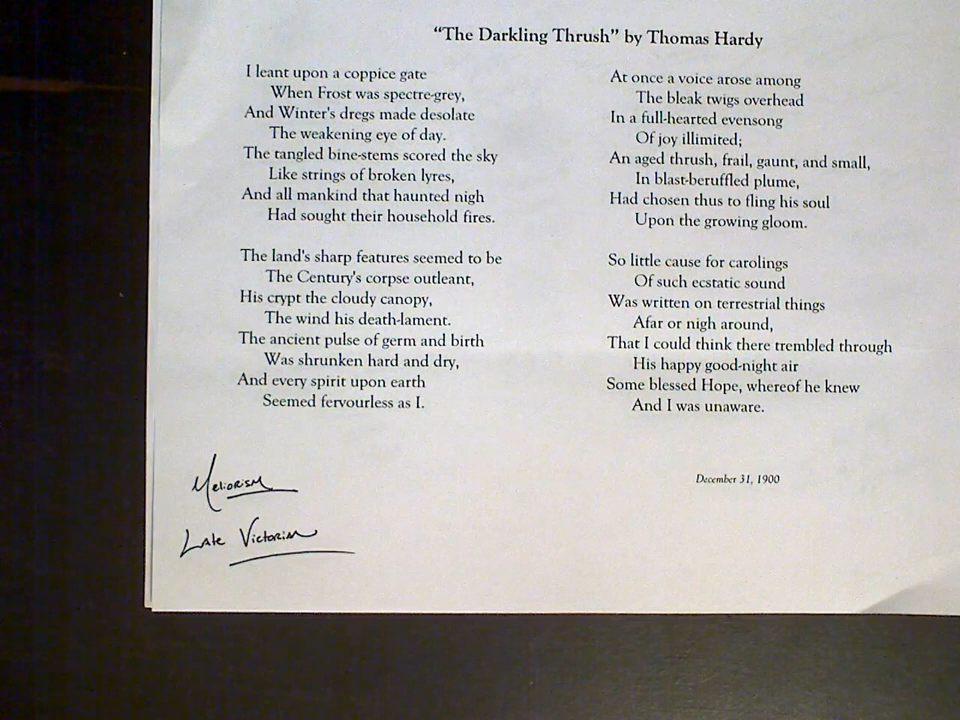 “The Darkling Thrush” by Thomas Hardy
I leant upon a coppice gate
When Frost was spectre-grey,
And Winter's dregs made desolate
The weakening eye of day.
The tangled bine-stems scored the sky
Like strings of broken lyres,
And all mankind that haunted nigh
Had sought their household fires.
The land's sharp features seemed to be
The Century's corpse outleant,
His crypt the cloudy canopy,
The wind his death-lament.
The ancient pulse of germ and birth
Was shrunken hard and dry,
And every spirit upon earth
Seemed fervourless as I.
At once a voice arose among
The bleak twigs overhead
In a full-hearted evensong
Of joy illimited;
An aged thrush, frail, gaunt, and small,
In blast-beruffled plume,
Had chosen thus to fling his soul
Upon the growing gloom.
So little cause for carolings
Of such ecstatic sound
Was written on terrestrial things
Afar or nigh around,
That I could think there trembled through
His happy good-night air
Some blessed Hope, whereof he knew
And I was unaware.
December 31, 1900
Meliorism
Late Victorian